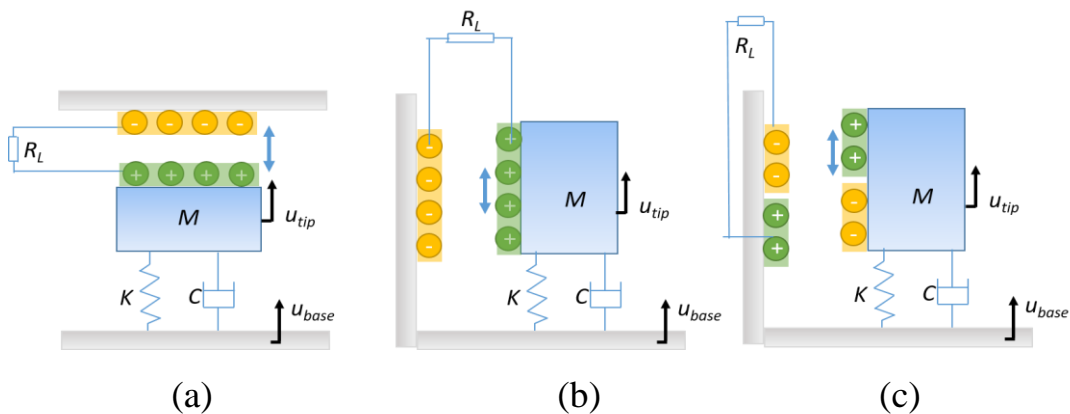 R_L
- - - -
+ + + +
M
u_tip
K
C
u_base
(a)
R_L
-
-
-
-
+
+
+
+
M
u_tip
K
C
u_base
(b)
R_L
-
-
+
+
+
+
-
-
M
u_tip
K
C
u_base
(c)